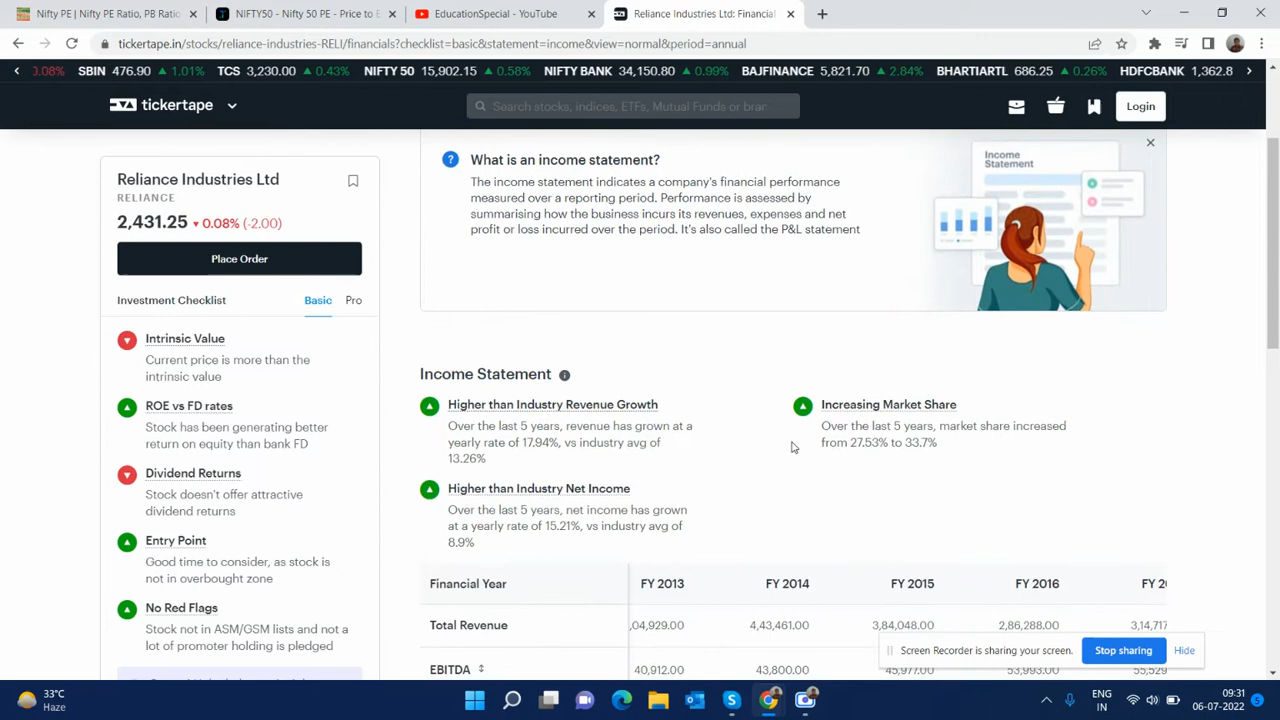 Nifty PE | Nifty PE Ratio, PB Ratio
NIFTY50 - Nifty 50 PE - Price to E
EducationSpecial - YouTube
Reliance Industries Ltd: Financial
tickertape.in/stocks/reliance-industries-RELI/financials?checklist=basic&statement=income&view=normal&period=annual
0.08% SBIN 476.90 ▲ 1.01% TCS 3,230.00 ▲ 0.43% NIFTY 50 15,902.15 ▲ 0.58% NIFTY BANK 34,150.80 ▲ 0.99% BAJFINANCE 5,821.70 ▲ 2.84% BHARTIARTL 686.25 ▲ 0.26% HDFCBANK 1,362.8
tickertape
Search stocks, indices, ETFs, Mutual Funds or bran
Login
Reliance Industries Ltd
RELIANCE
2,431.25 ▼ 0.08% (-2.00)
Place Order
Investment Checklist Basic Pro
Intrinsic Value
Current price is more than the
intrinsic value
ROE vs FD rates
Stock has been generating better
return on equity than bank FD
Dividend Returns
Stock doesn't offer attractive
dividend returns
Entry Point
Good time to consider, as stock is
not in overbought zone
No Red Flags
Stock not in ASM/GSM lists and not a
lot of promoter holding is pledged
? What is an income statement?
The income statement indicates a company's financial performance
measured over a reporting period. Performance is assessed by
summarising how the business incurs its revenues, expenses and net
profit or loss incurred over the period. It's also called the P&L statement
Income
Statement
Income Statement
Higher than Industry Revenue Growth
Over the last 5 years, revenue has grown at a
yearly rate of 17.94%, vs industry avg of
13.26%
Increasing Market Share
Over the last 5 years, market share increased
from 27.53% to 33.7%
Higher than Industry Net Income
Over the last 5 years, net income has grown
at a yearly rate of 15.21%, vs industry avg of
8.9%
Financial Year FY 2013 FY 2014 FY 2015 FY 2016 FY 20
Total Revenue ,04,929.00 4,43,461.00 3,84,048.00 2,86,288.00 3,14,717
EBITDA 40,912.00 43,800.00 45,977.00 53,993.00 55,529
Screen Recorder is sharing your screen. Stop sharing Hide
33°C
Haze
ENG
IN
09:31
06-07-2022